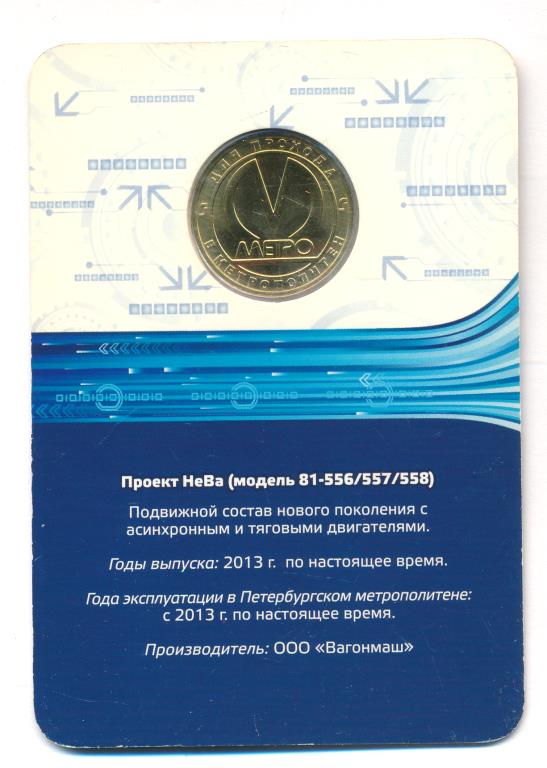 ДЛЯ ПРОХОДА
МЕТРО
В МЕТРОПОЛИТЕН
Проект НеВа (модель 81-556/557/558)
Подвижной состав нового поколения с
асинхронным и тяговыми двигателями.
Годы выпуска: 2013 г. по настоящее время.
Года эксплуатации в Петербургском метрополитене:
с 2013 г. по настоящее время.
Производитель: ООО «Вагонмаш»